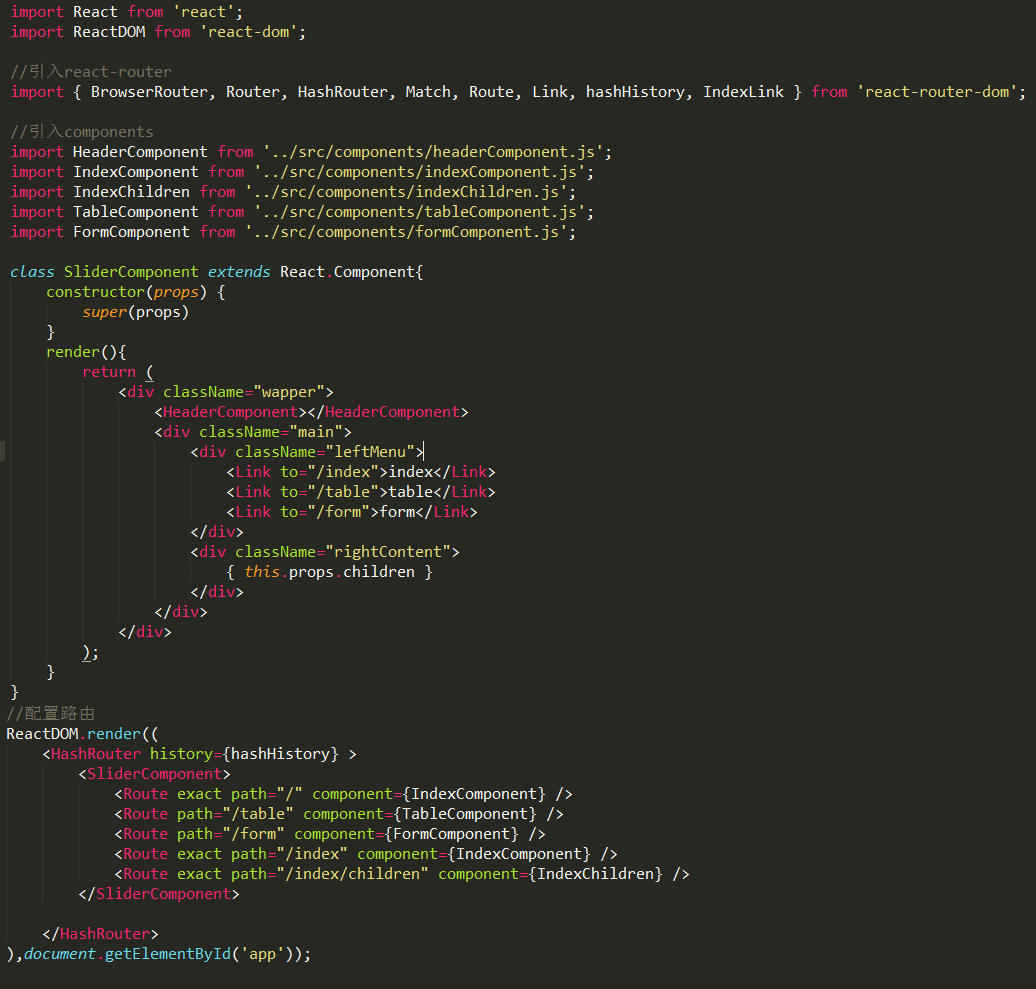 import React from 'react';
import ReactDOM from 'react-dom';
//引入react-router
import { BrowserRouter, Router, HashRouter, Match, Route, Link, hashHistory, IndexLink } from 'react-router-dom';
//引入components
import HeaderComponent from '../src/components/headerComponent.js';
import IndexComponent from '../src/components/indexComponent.js';
import IndexChildren from '../src/components/indexChildren.js';
import TableComponent from '../src/components/tableComponent.js';
import FormComponent from '../src/components/formComponent.js';
class SliderComponent extends React.Component{
    constructor(props) {
        super(props)
    }
    render(){
        return (
            <div className="wapper">
                <HeaderComponent></HeaderComponent>
                <div className="main">
                    <div className="leftMenu">
                        <Link to="/index">index</Link>
                        <Link to="/table">table</Link>
                        <Link to="/form">form</Link>
                    </div>
                    <div className="rightContent">
                        { this.props.children }
                    </div>
                </div>
            </div>
        );
    }
}
//配置路由
ReactDOM.render((
    <HashRouter history={hashHistory} >
        <SliderComponent>
            <Route exact path="/" component={IndexComponent} />
            <Route path="/table" component={TableComponent} />
            <Route path="/form" component={FormComponent} />
            <Route exact path="/index" component={IndexComponent} />
            <Route exact path="/index/children" component={IndexChildren} />
        </SliderComponent>
    </HashRouter>
),document.getElementById('app'));